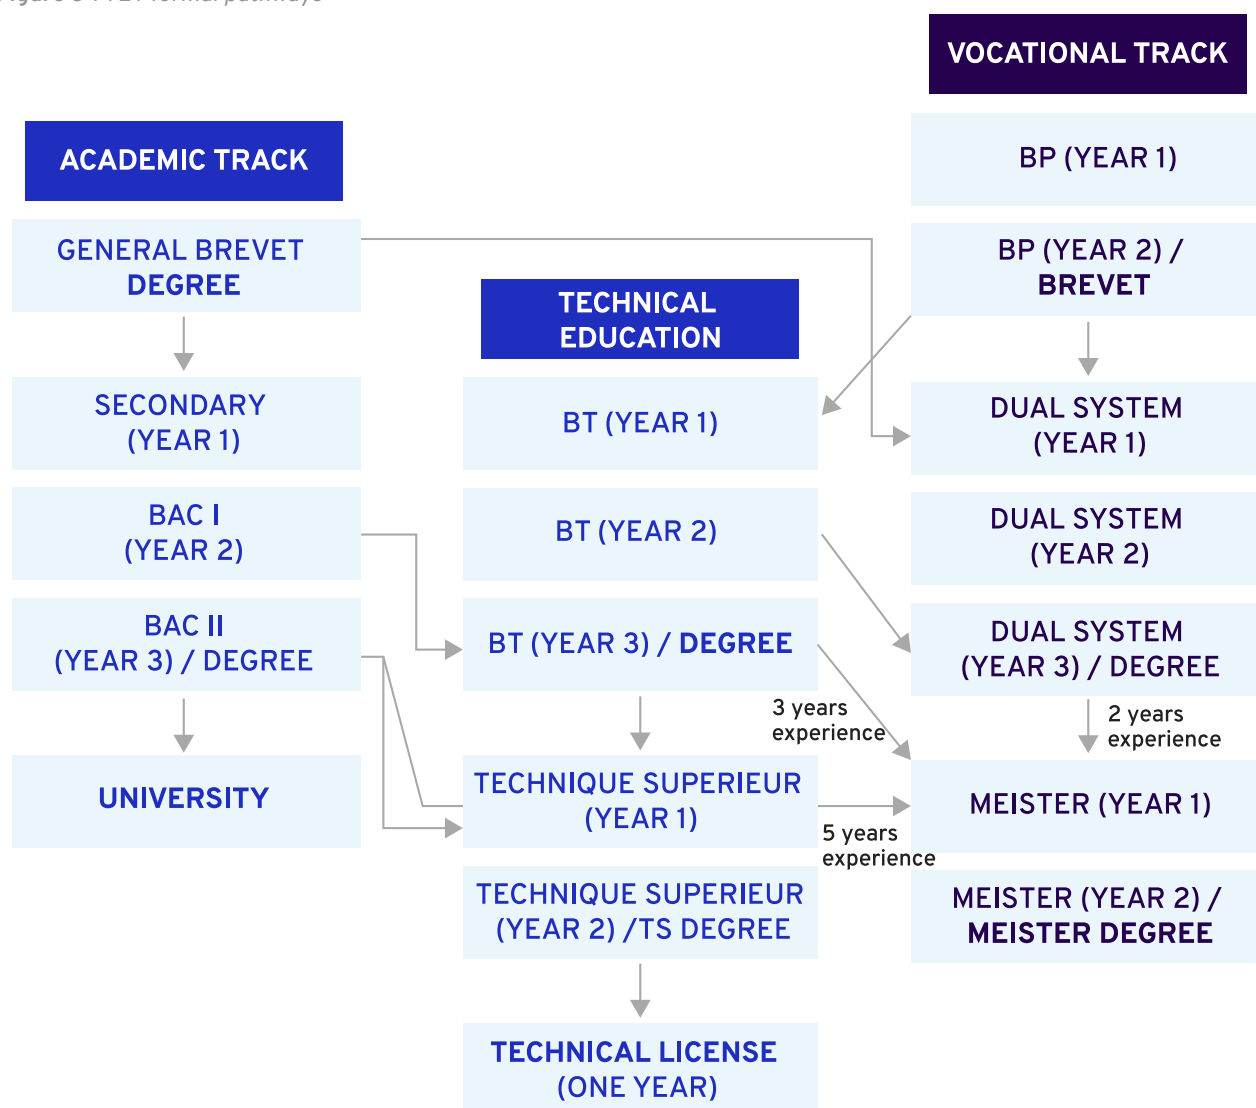 VOCATIONAL TRACK
BP (YEAR 1)
BP (YEAR 2) /
BREVET
DUAL SYSTEM
(YEAR 1)
DUAL SYSTEM
(YEAR 2)
DUAL SYSTEM
(YEAR 3) / DEGREE
2 years
experience
MEISTER (YEAR 1)
MEISTER (YEAR 2) /
MEISTER DEGREE
ACADEMIC TRACK
GENERAL BREVET
DEGREE
SECONDARY
(YEAR 1)
BAC I
(YEAR 2)
BAC II
(YEAR 3) / DEGREE
UNIVERSITY
TECHNICAL
EDUCATION
BT (YEAR 1)
BT (YEAR 2)
BT (YEAR 3) / DEGREE
3 years
experience
TECHNIQUE SUPERIEUR
(YEAR 1)
5 years
experience
TECHNIQUE SUPERIEUR
(YEAR 2) /TS DEGREE
TECHNICAL LICENSE
(ONE YEAR)